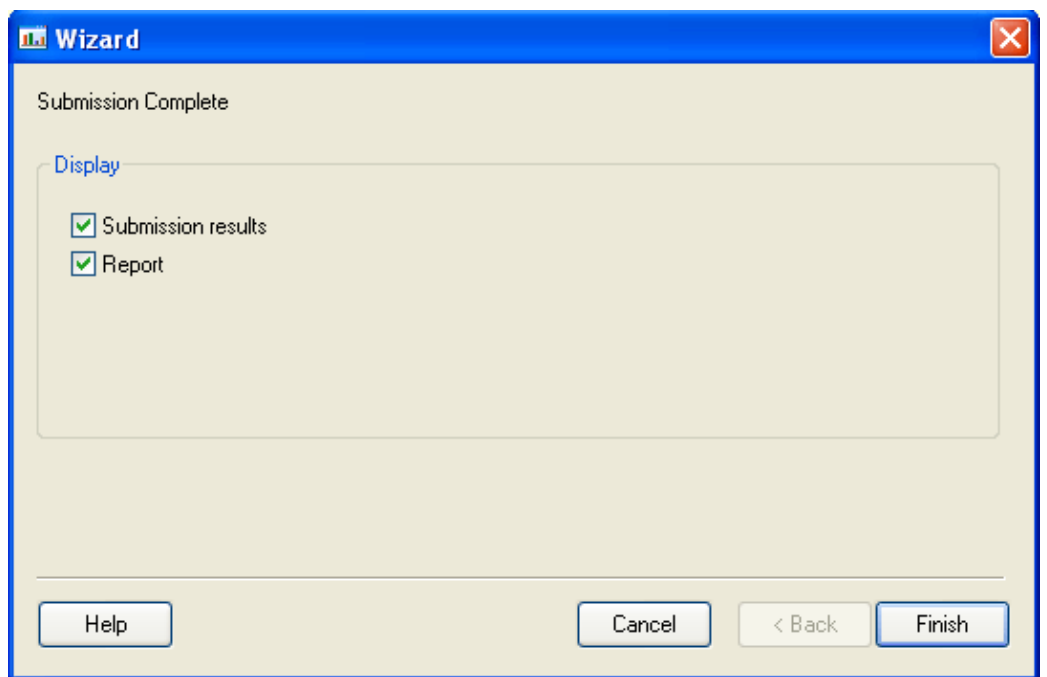 Wizard
Submission Complete
Display
Submission results
Report
Help
Cancel
< Back
Finish